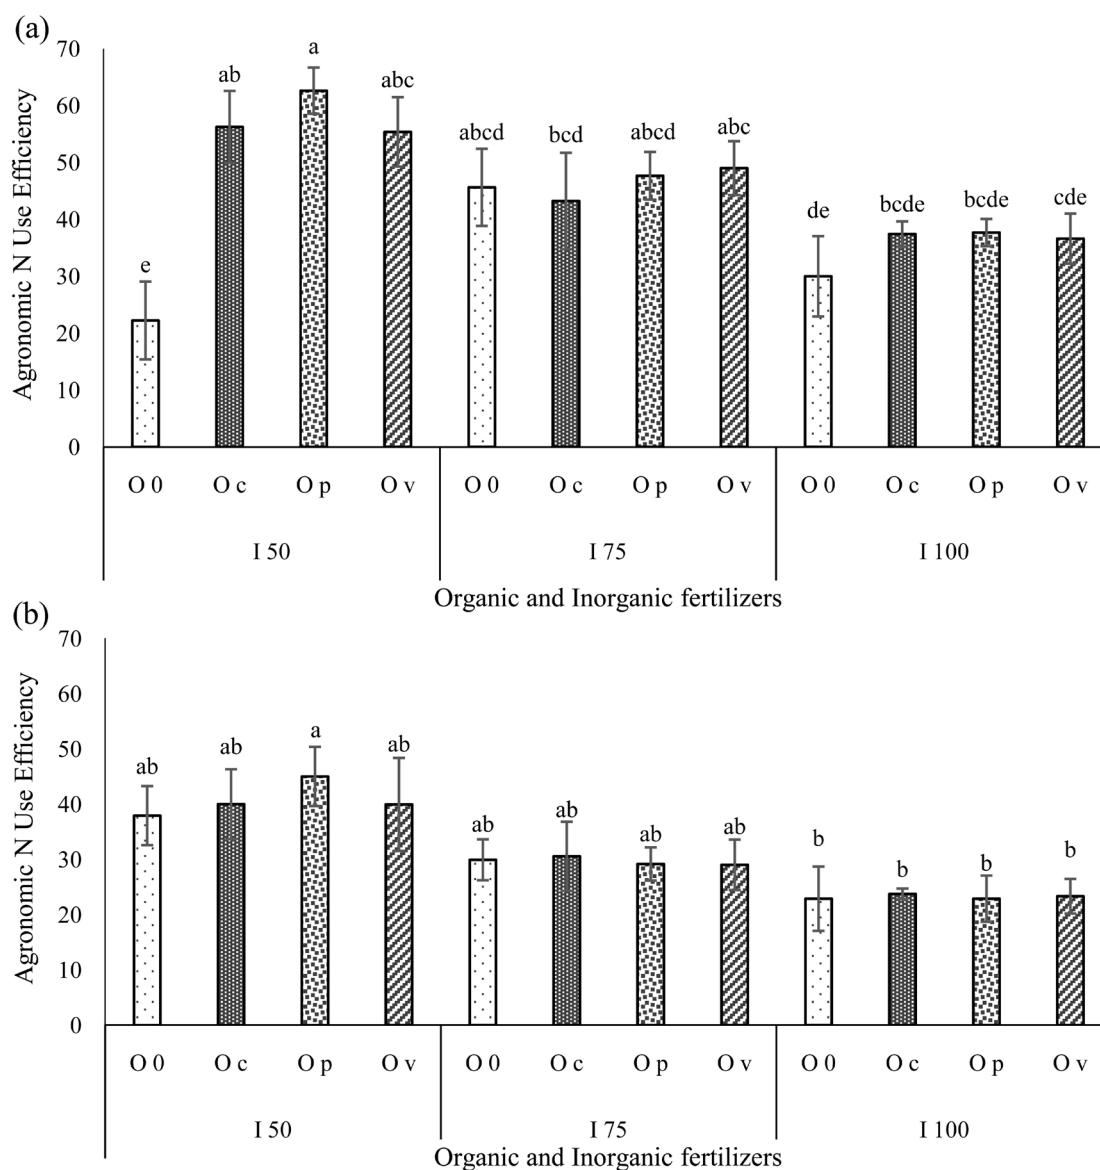 (a)
Agronomic N Use Efficiency
70
60
50
40
30
20
10
0
e
ab
a
abc
abcd
bcd
abcd
abc
de
bcde
bcde
cde
O 0 O c O p O v O 0 O c O p O v O 0 O c O p O v
I 50 I 75 I 100
Organic and Inorganic fertilizers
(b)
Agronomic N Use Efficiency
70
60
50
40
30
20
10
0
ab
ab
a
ab
ab
ab
ab
ab
b
b
b
b
O 0 O c O p O v O 0 O c O p O v O 0 O c O p O v
I 50 I 75 I 100
Organic and Inorganic fertilizers